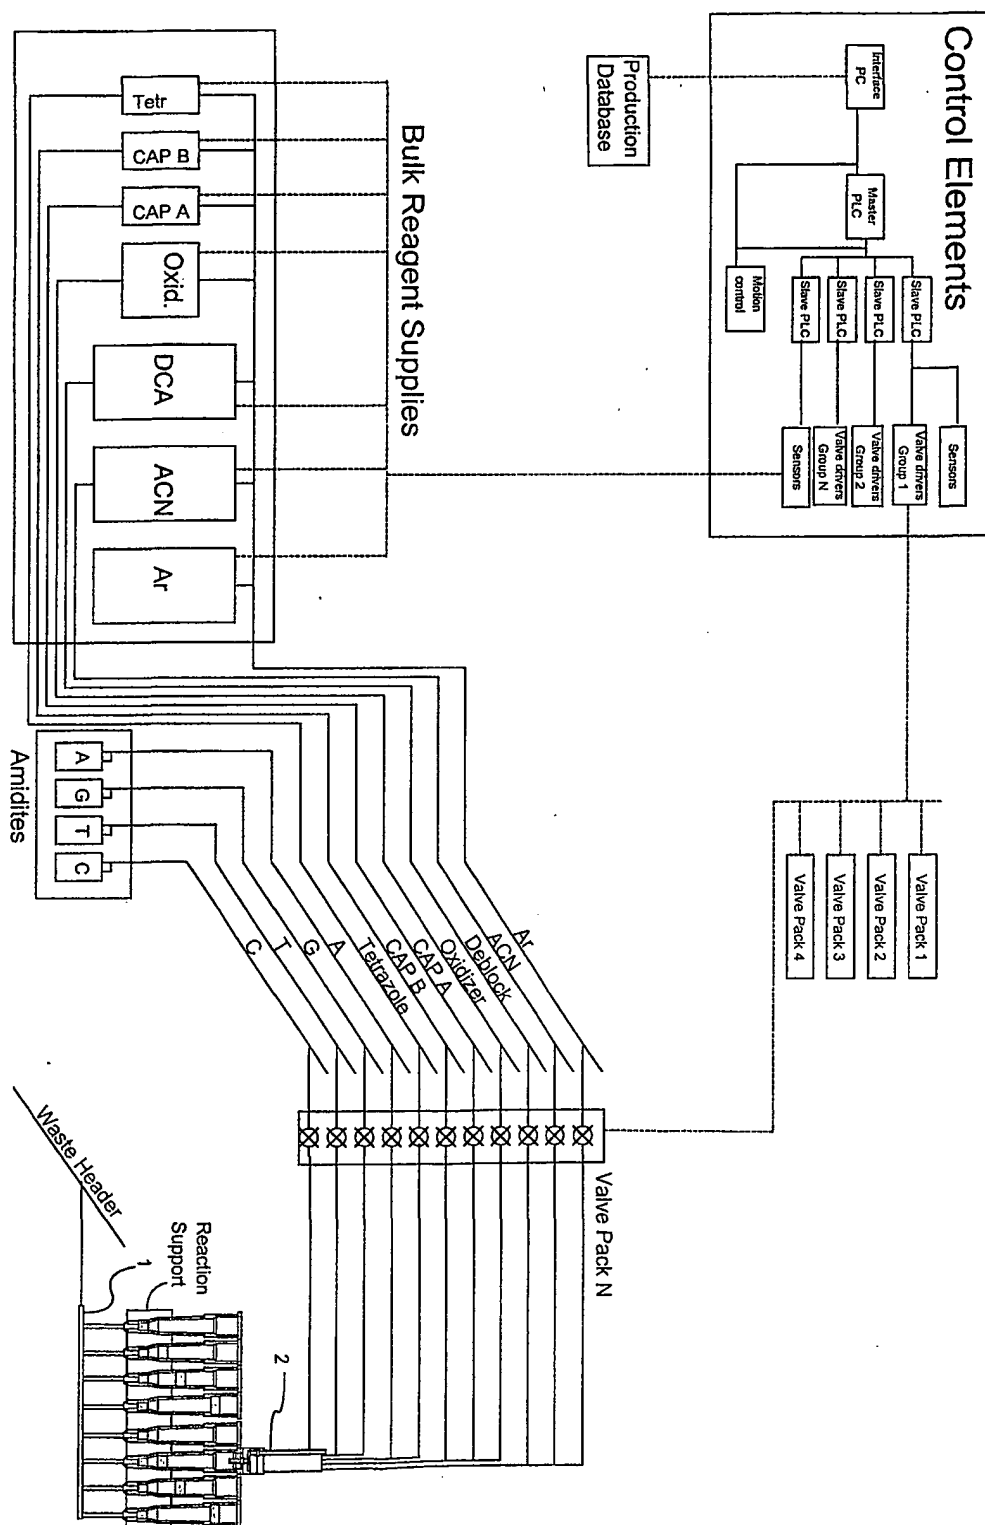 Control Elements
Interface
PC
Production
Database
Master
PLC
Motion
control
Slave PLC
Slave PLC
Slave PLC
Slave PLC
Sensors
Valve drivers
Group 1
Valve drivers
Group 2
Valve drivers
Group N
Sensors
Valve Pack 1
Valve Pack 2
Valve Pack 3
Valve Pack 4
Bulk Reagent Supplies
Tetr
CAP B
CAP A
Oxid.
DCA
ACN
Ar
Amidites
A
G
T
C
Ar
ACN
Deblock
Oxidizer
CAP A
CAP B
Tetrazole
A
G
T
C
Valve Pack N
Waste Header
Reaction
Support
1
2